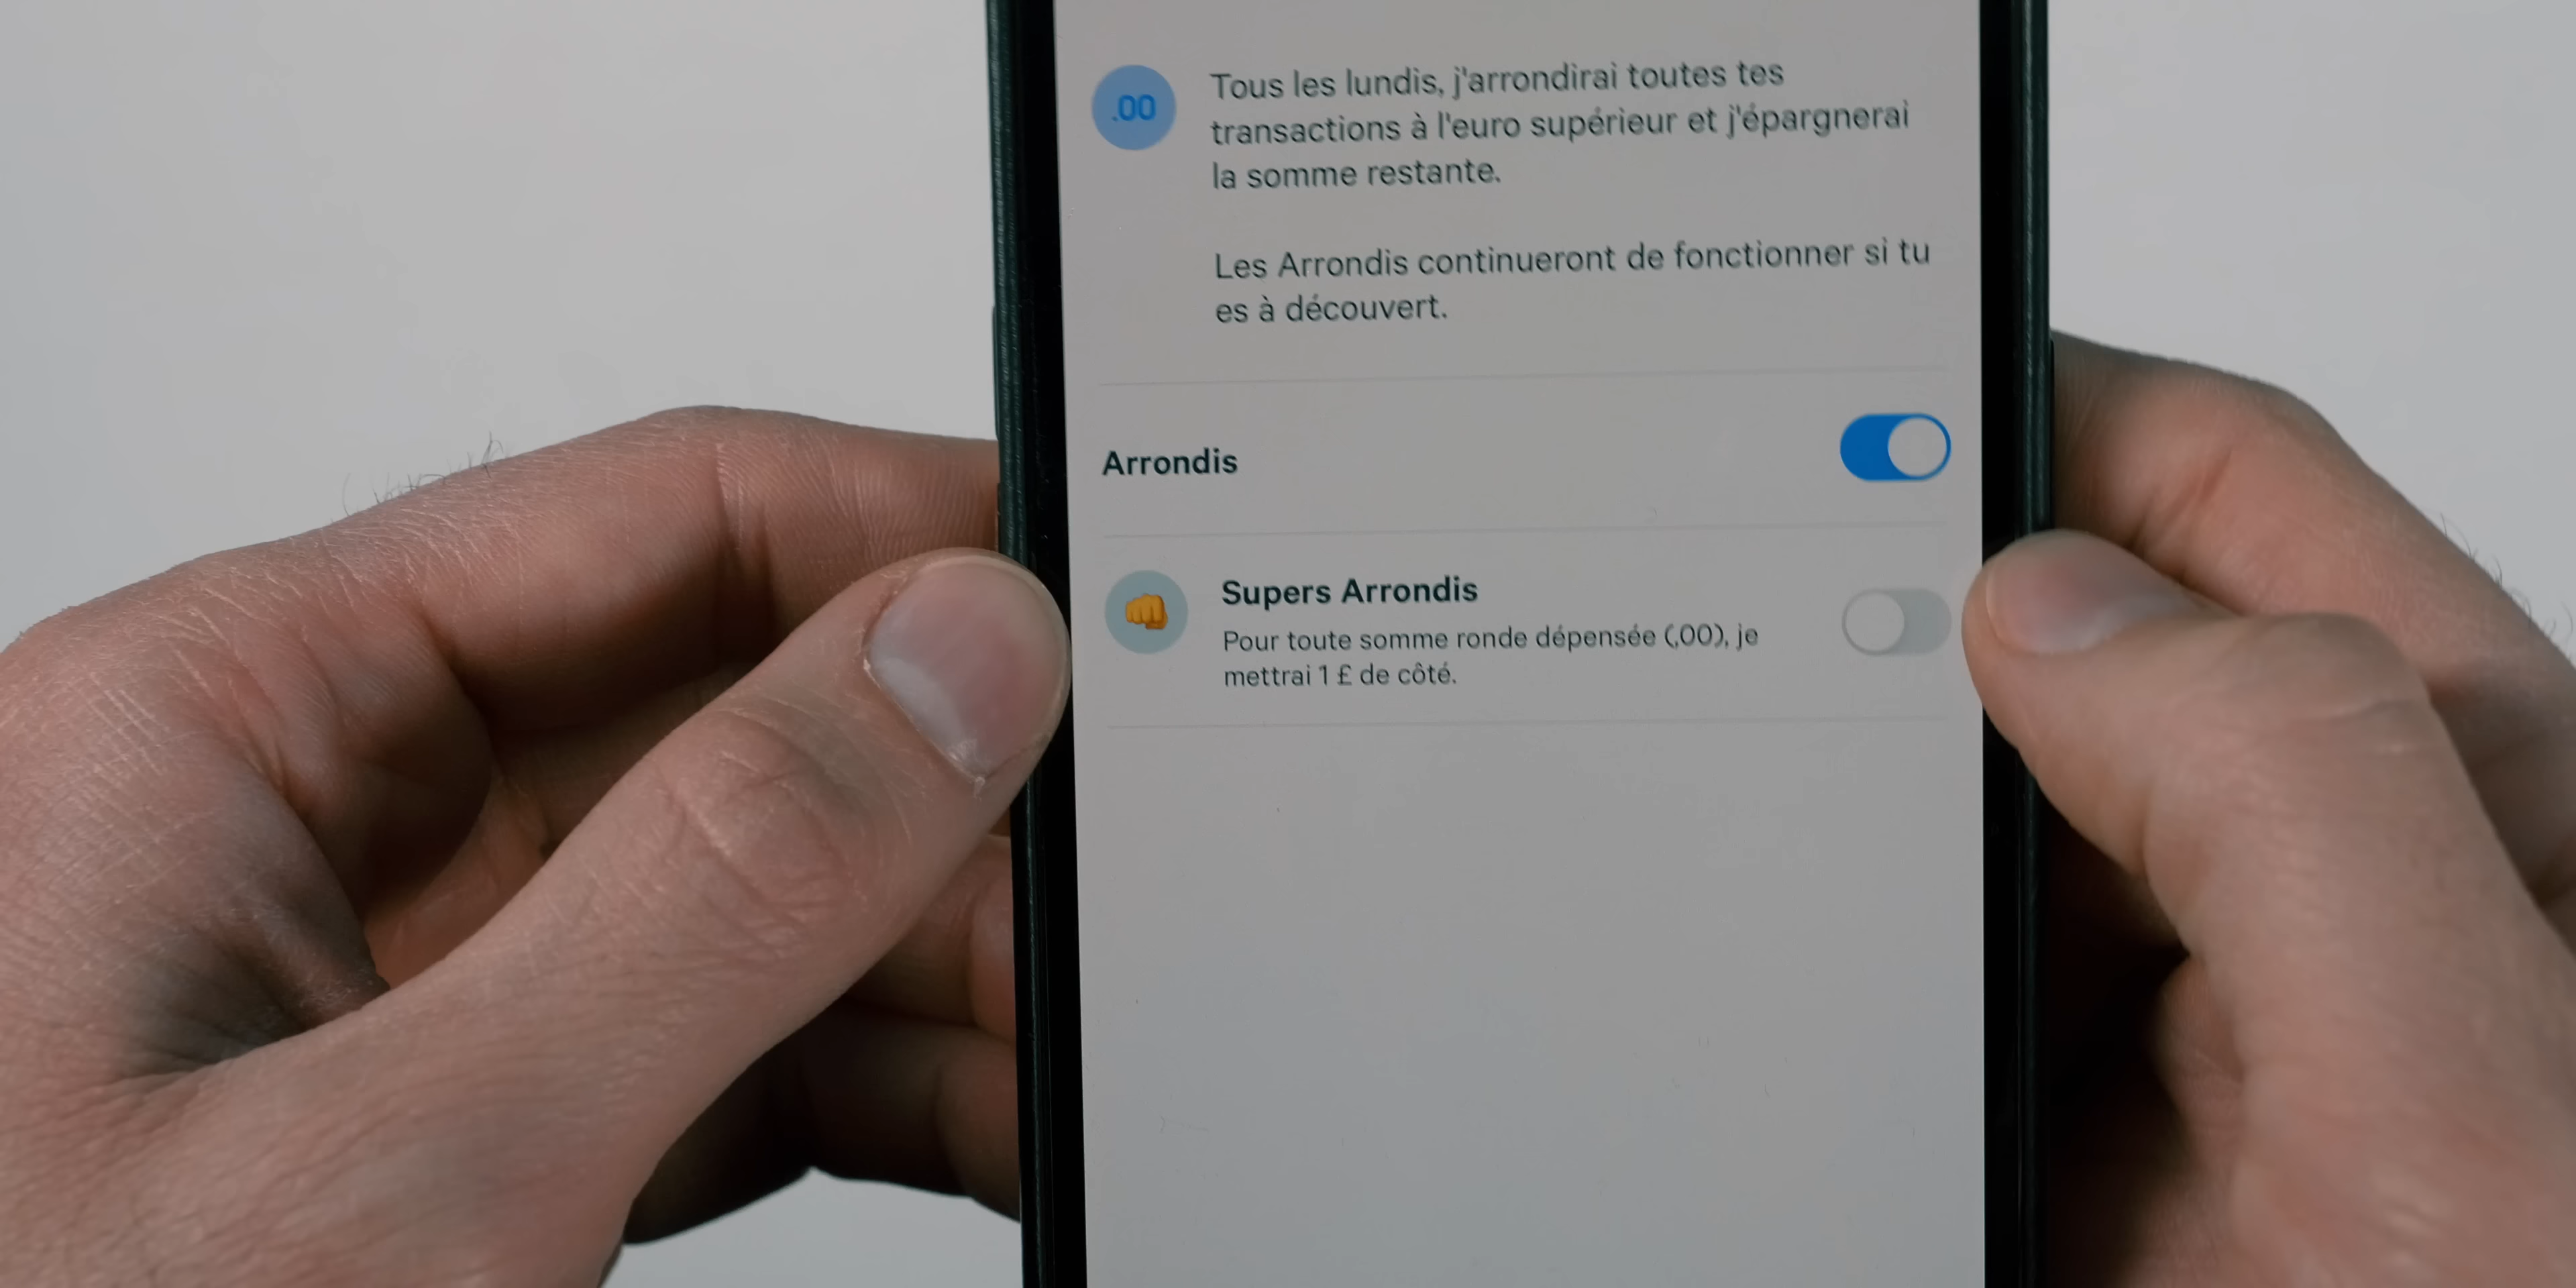 .00
Tous les lundis, j'arrondirai toutes tes
transactions à l'euro supérieur et j'épargnerai
la somme restante.
Les Arrondis continueront de fonctionner si tu
es à découvert.
Arrondis
Supers Arrondis
Pour toute somme ronde dépensée (,00), je
mettrai 1 £ de côté.